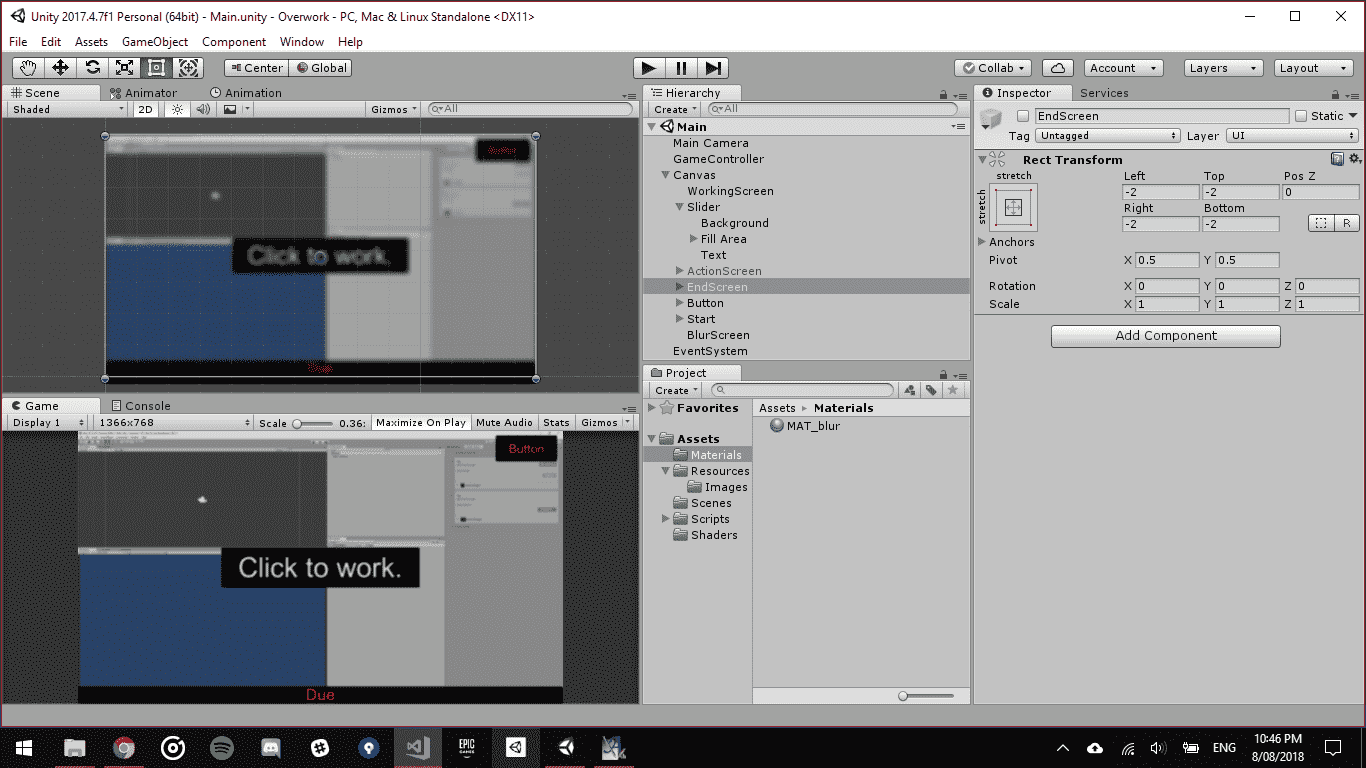 Unity 2017.4.7f1 Personal (64bit) - Main.unity - Overwork - PC, Mac & Linux Standalone <DX11>
File Edit Assets GameObject Component Window Help
Center Global Collab Account Layers Layout
Scene Animator Animation
Shaded 2D Gizmos All
Click to work.
Game Console
Display 1 1366x768 Scale 0.36: Maximize On Play Mute Audio Stats Gizmos
Button
Click to work.
Due
Hierarchy
Create All
Main
Main Camera
GameController
Canvas
WorkingScreen
Slider
Background
Fill Area
Text
ActionScreen
EndScreen
Button
Start
BlurScreen
EventSystem
Project
Create
Favorites
Assets
Materials
Resources
Images
Scenes
Scripts
Shaders
Assets Materials
MAT_blur
Inspector Services
EndScreen Static
Tag Untagged Layer UI
Rect Transform
stretch Left Top Pos Z
stretch -2 -2 0
Right Bottom
-2 -2 R
Anchors
Pivot X 0.5 Y 0.5
Rotation X 0 Y 0 Z 0
Scale X 1 Y 1 Z 1
Add Component
EPIC GAMES
ENG
10:46 PM
8/08/2018